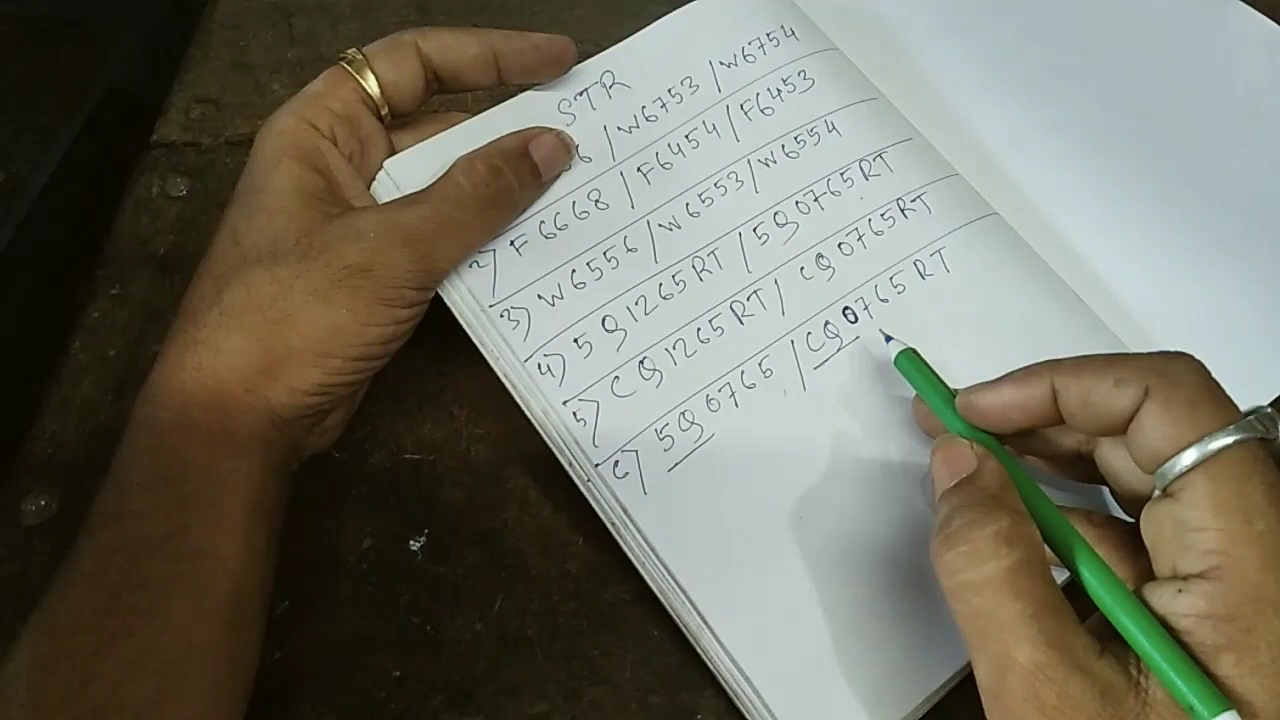 STR
6 / W6753 / W6754
2) F6668 / F6454 / F6453
3) W6556 / W6553 / W6554
4) 5Q1265RT / 5Q0765RT
5) CQ1265RT / CQ0765RT
6) 5Q0765 / CQ0765RT